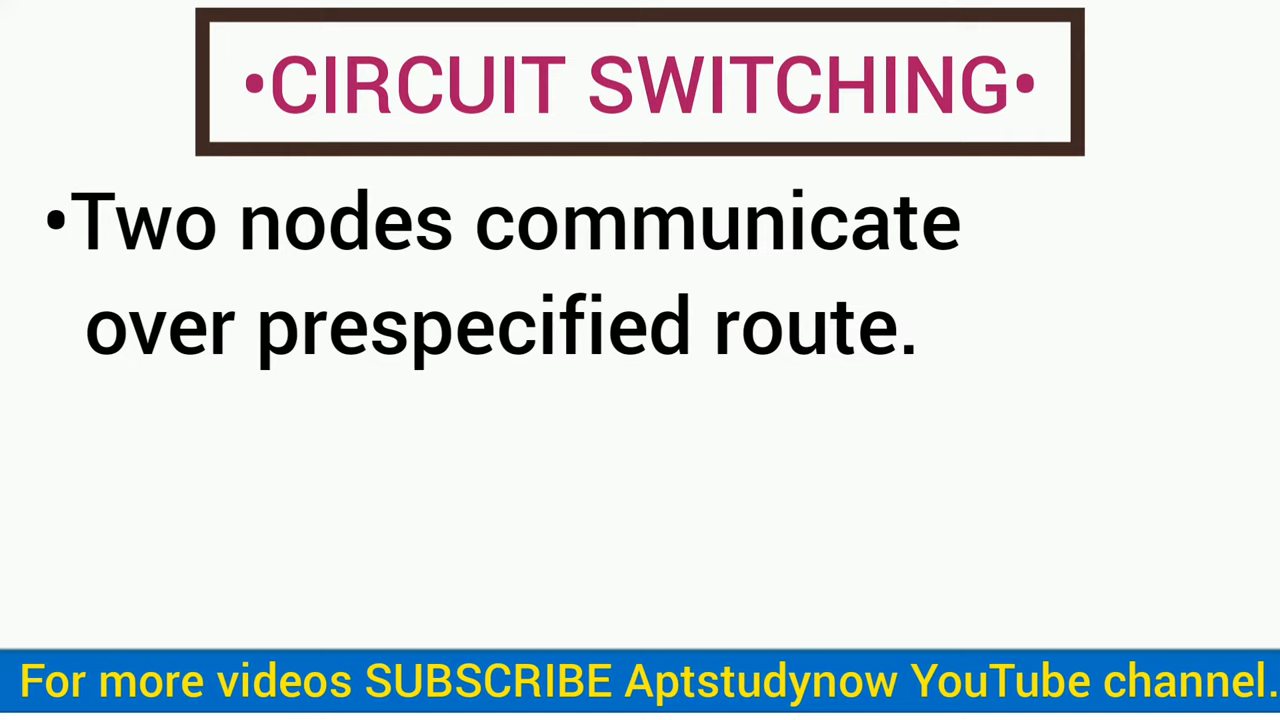 •CIRCUIT SWITCHING•
•Two nodes communicate
over prespecified route.
For more videos SUBSCRIBE Aptstudynow YouTube channel.